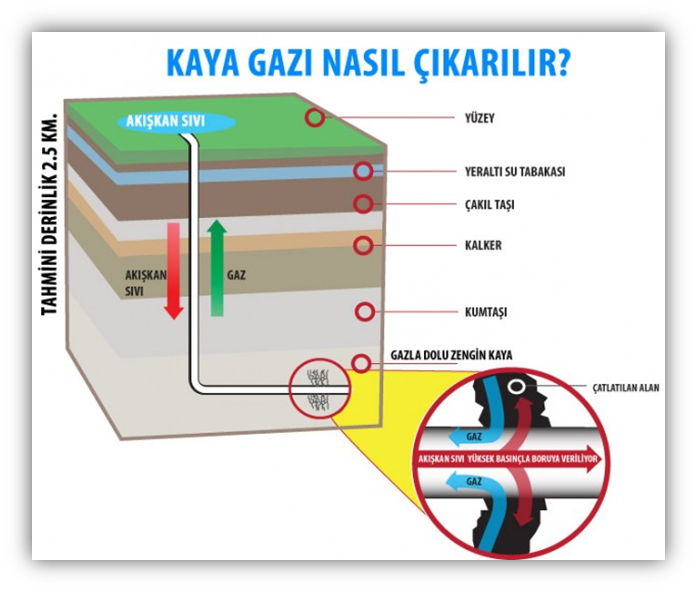 KAYA GAZI NASIL ÇIKARILIR?
AKIŞKAN SIVI
YÜZEY
TAHMİNİ DERİNLİK 2.5 KM.
YERALTI SU TABAKASI
ÇAKIL TAŞI
KALKER
AKIŞKAN
SIVI
GAZ
KUMTAŞI
GAZLA DOLU ZENGİN KAYA
ÇATLATILAN ALAN
GAZ
AKIŞKAN SIVI YÜKSEK BASINÇLA BORUYA VERİLİYOR
GAZ